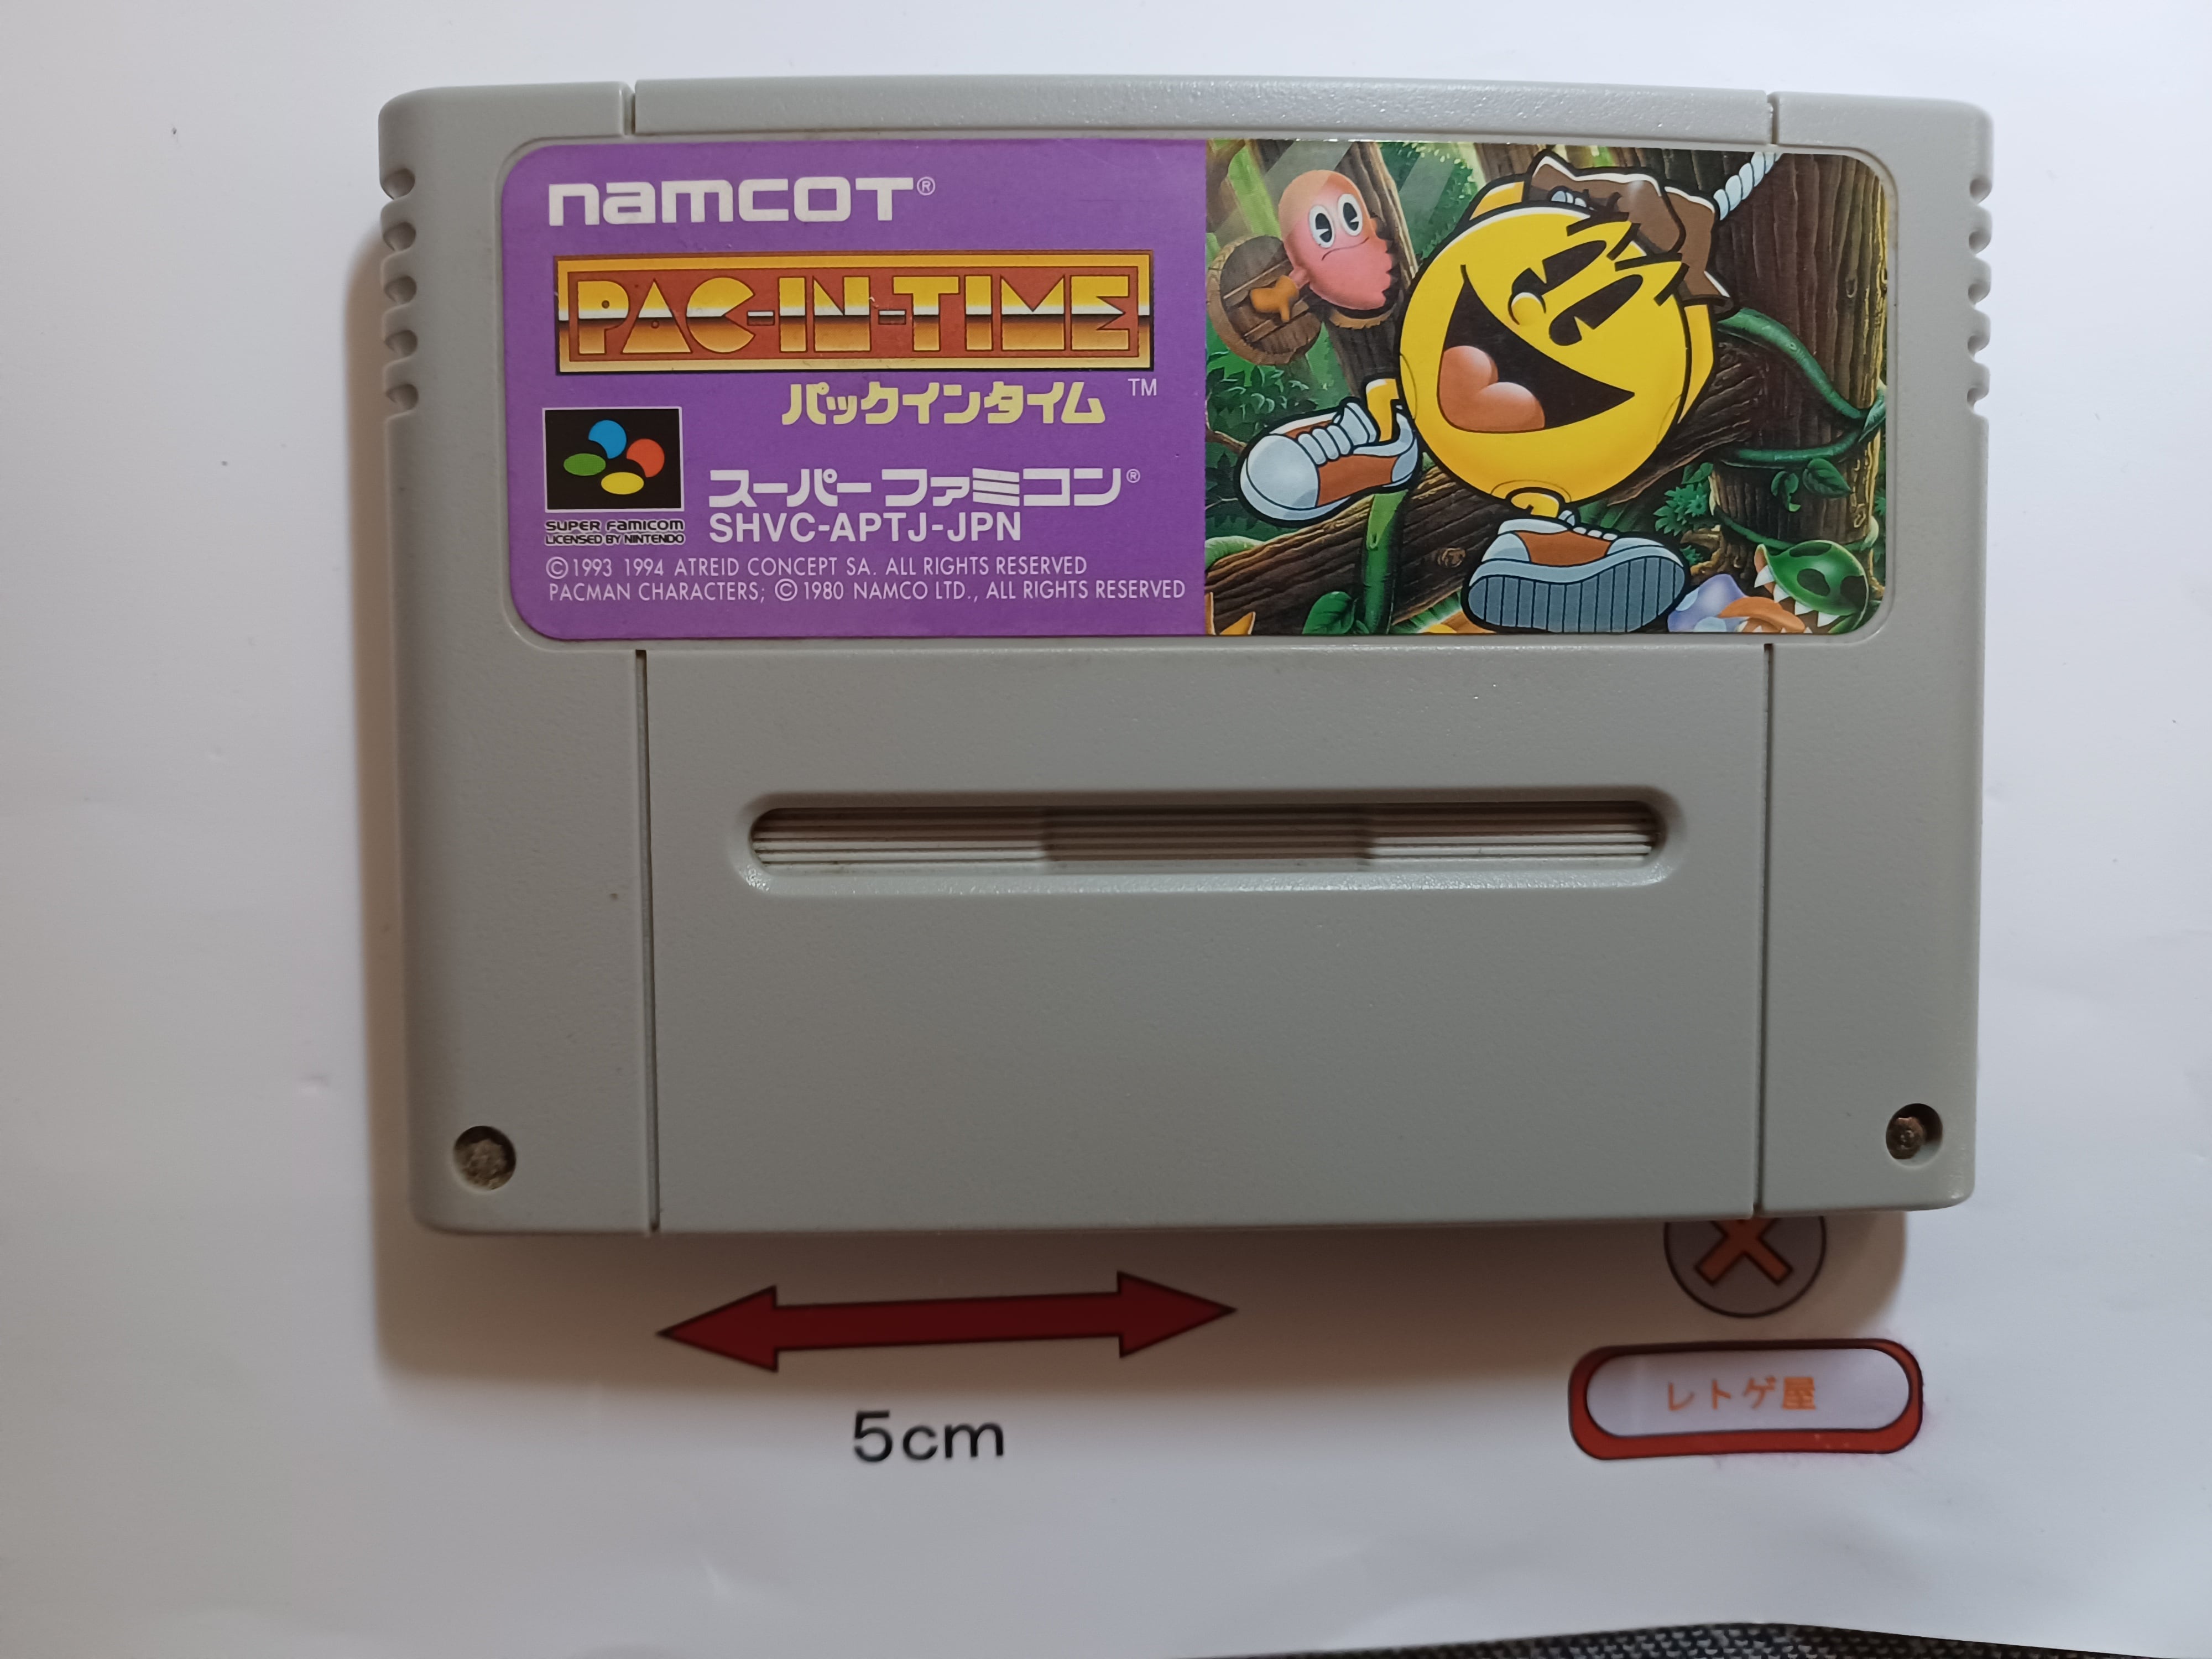 namcot®
PAC-IN-TIME
パックインタイム ™
スーパーファミコン®
SHVC-APTJ-JPN
SUPER FAMICOM
LICENSED BY NINTENDO
©1993 1994 ATREID CONCEPT SA. ALL RIGHTS RESERVED
PACMAN CHARACTERS; ©1980 NAMCO LTD., ALL RIGHTS RESERVED
5cm
レトゲ屋